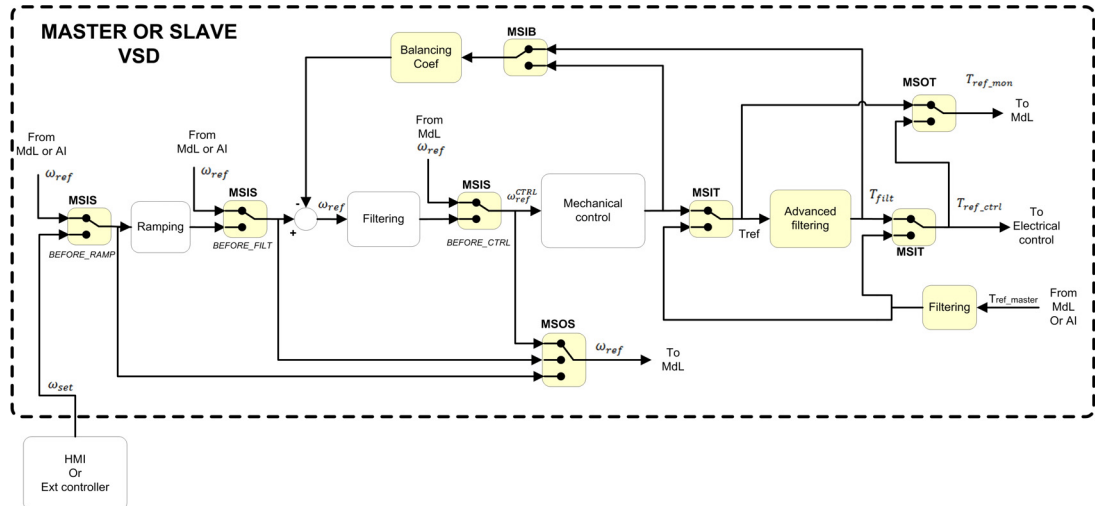 MASTER OR SLAVE
VSD
Balancing
Coef
MSIB
MSOT
T_ref_mon
To
MdL
From
MdL or AI
ω_ref
From
MdL or AI
ω_ref
From
MdL
ω_ref
MSIS
MSIS
MSIS
MSIT
-
+
ω_ref
ω_ref^CTRL
Ramping
Filtering
Mechanical
control
Tref
Advanced
filtering
T_filt
T_ref_ctrl
To
Electrical
control
MSIT
BEFORE_RAMP
BEFORE_FILT
BEFORE_CTRL
Filtering
Tref_master
From
MdL
Or AI
MSOS
ω_ref
To
MdL
ω_set
HMI
Or
Ext controller